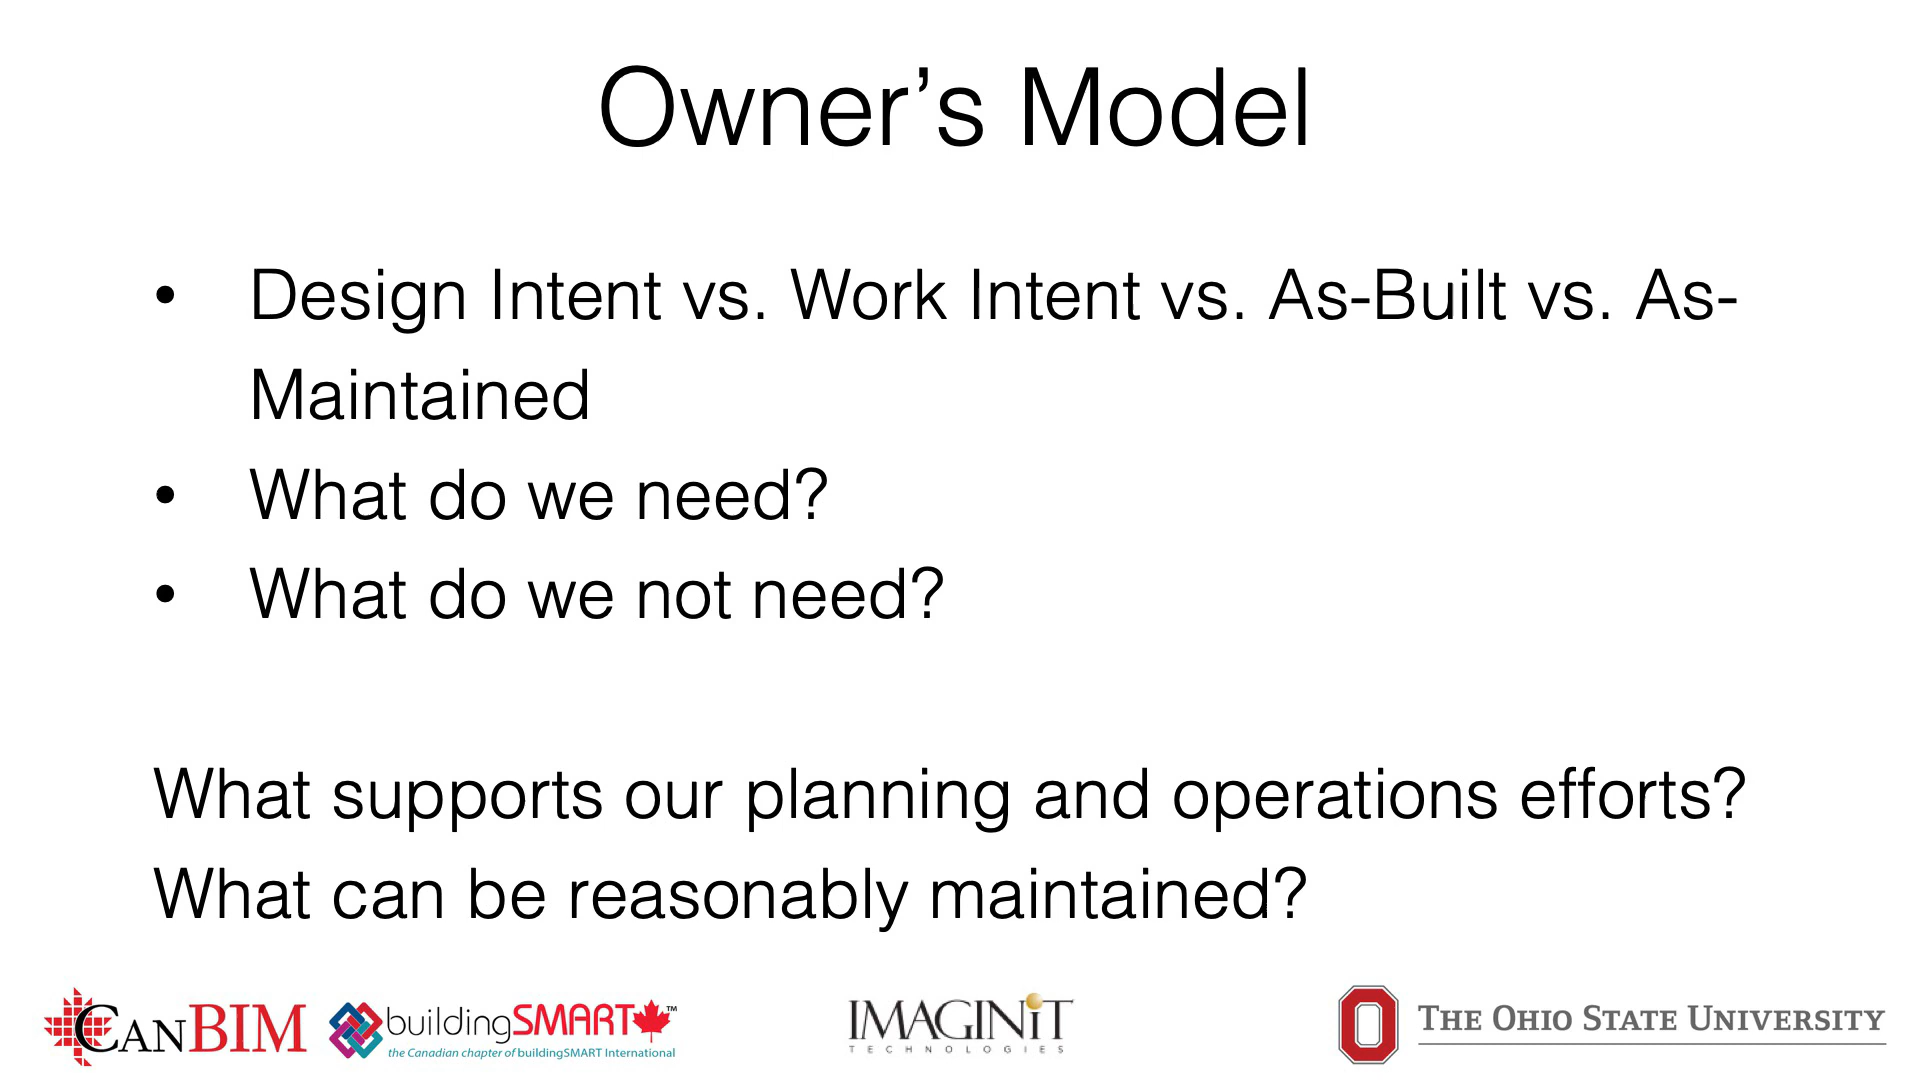 Owner’s Model
• Design Intent vs. Work Intent vs. As-Built vs. As-
Maintained
• What do we need?
• What do we not need?
What supports our planning and operations efforts?
What can be reasonably maintained?
CANBIM
buildingSMART™
the Canadian chapter of buildingSMART International
IMAGINiT
TECHNOLOGIES
THE OHIO STATE UNIVERSITY